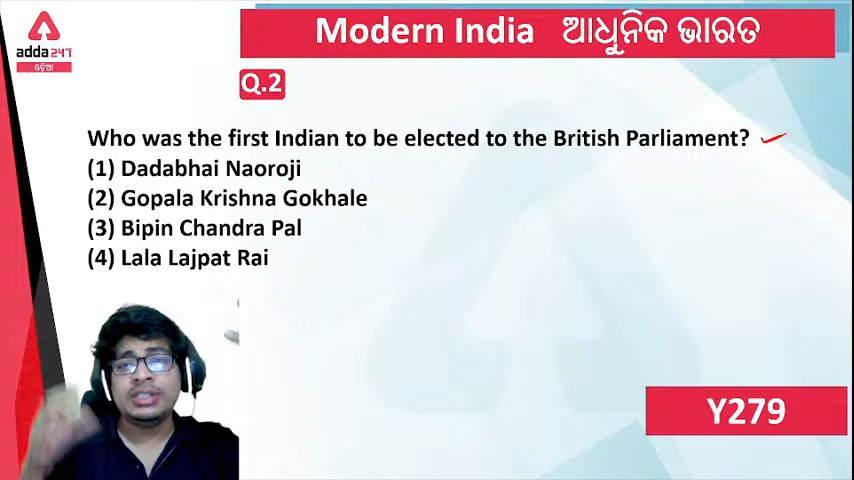 adda247
ଓଡ଼ିଆ
Modern India ଆଧୁନିକ ଭାରତ
Q.2
Who was the first Indian to be elected to the British Parliament?
(1) Dadabhai Naoroji
(2) Gopala Krishna Gokhale
(3) Bipin Chandra Pal
(4) Lala Lajpat Rai
Y279